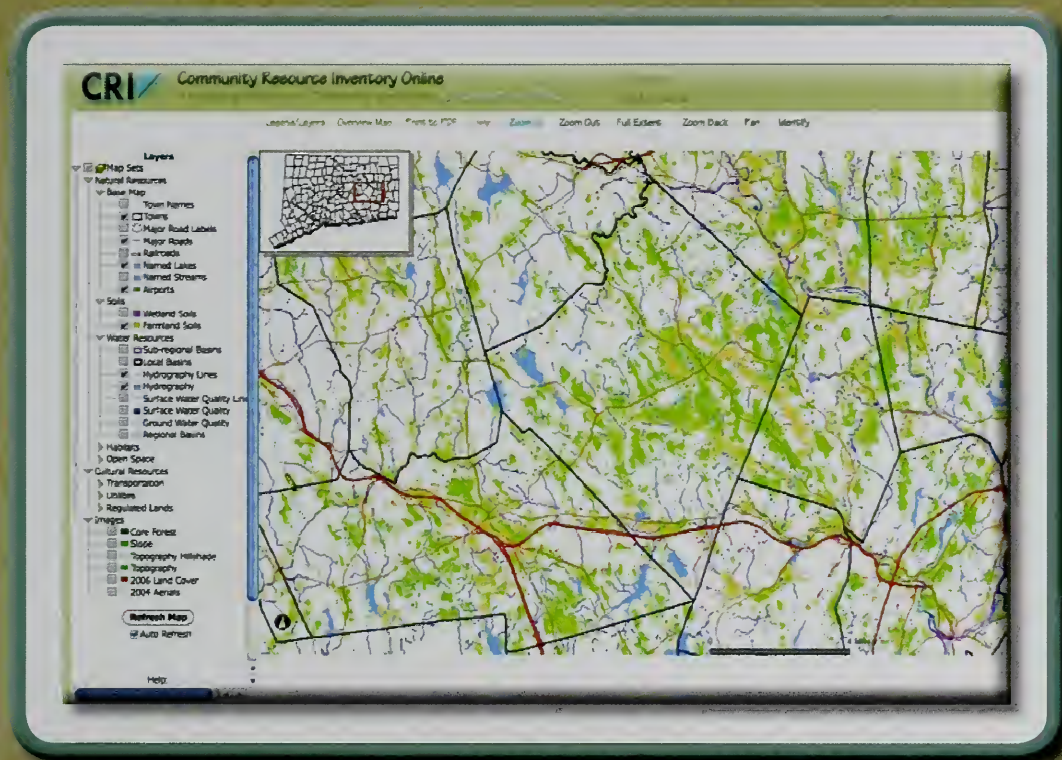 CRI
Community Resource Inventory Online
Overview Map Print to PDF Zoom Zoom Out Full Extent Zoom Back Pan Identify
Layers
Map Sets
Natural Resources
Base Map
Town Names
Towns
Major Road Labels
Major Roads
Railroads
Named Lakes
Named Streams
Airports
Soils
Wetland Soils
Farmland Soils
Water Resources
Sub-regional Basins
Local Basins
Hydrography Lines
Hydrography
Surface Water Quality Line
Surface Water Quality
Ground Water Quality
Regional Basins
Habitats
Open Space
Cultural Resources
Transportation
Utilities
Regulated Lands
Images
Core Forest
Slope
Topography Hillshade
Topography
2006 Land Cover
2004 Aerials
Refresh Map
Auto Refresh
Help